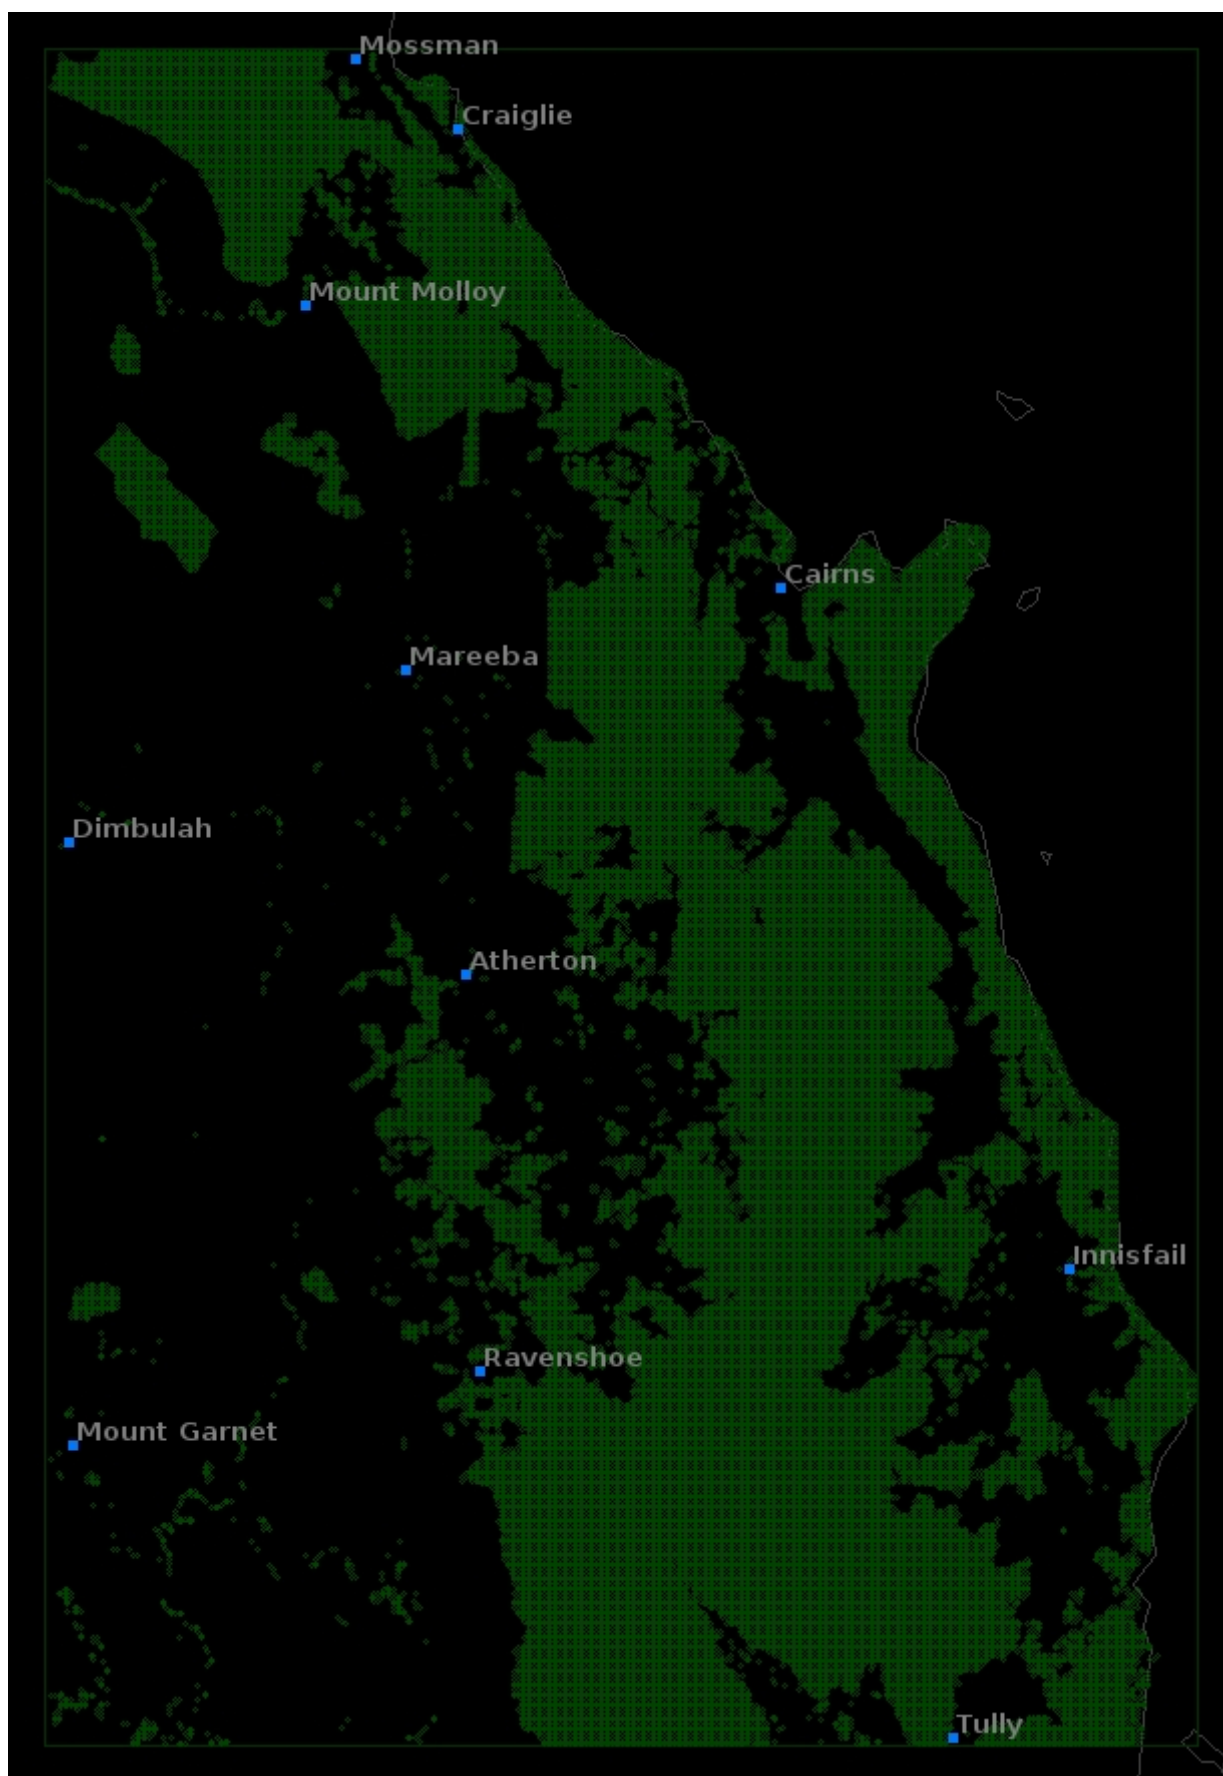 Mossman
Craiglie
Mount Molloy
Cairns
Mareeba
Dimbulah
Atherton
Innisfail
Ravenshoe
Mount Garnet
Tully